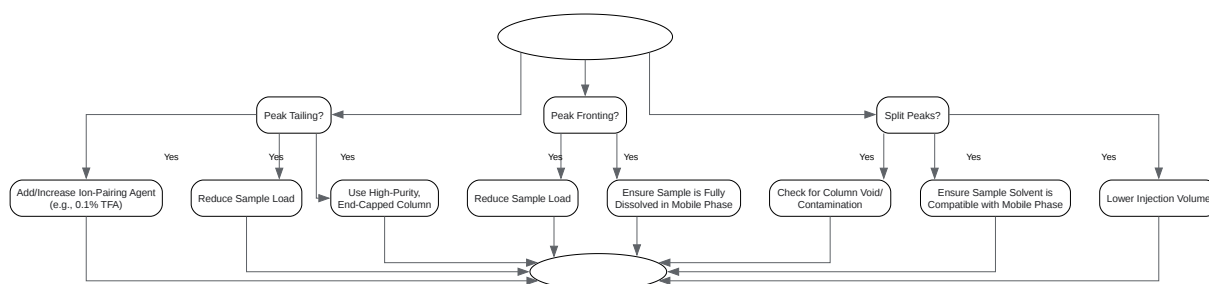 Peak Tailing?
Peak Fronting?
Split Peaks?
Yes
Yes
Yes
Yes
Yes
Yes
Yes
Yes
Add/Increase Ion-Pairing Agent
(e.g., 0.1% TFA)
Reduce Sample Load
Use High-Purity,
End-Capped Column
Reduce Sample Load
Ensure Sample is Fully
Dissolved in Mobile Phase
Check for Column Void/
Contamination
Ensure Sample Solvent is
Compatible with Mobile Phase
Lower Injection Volume